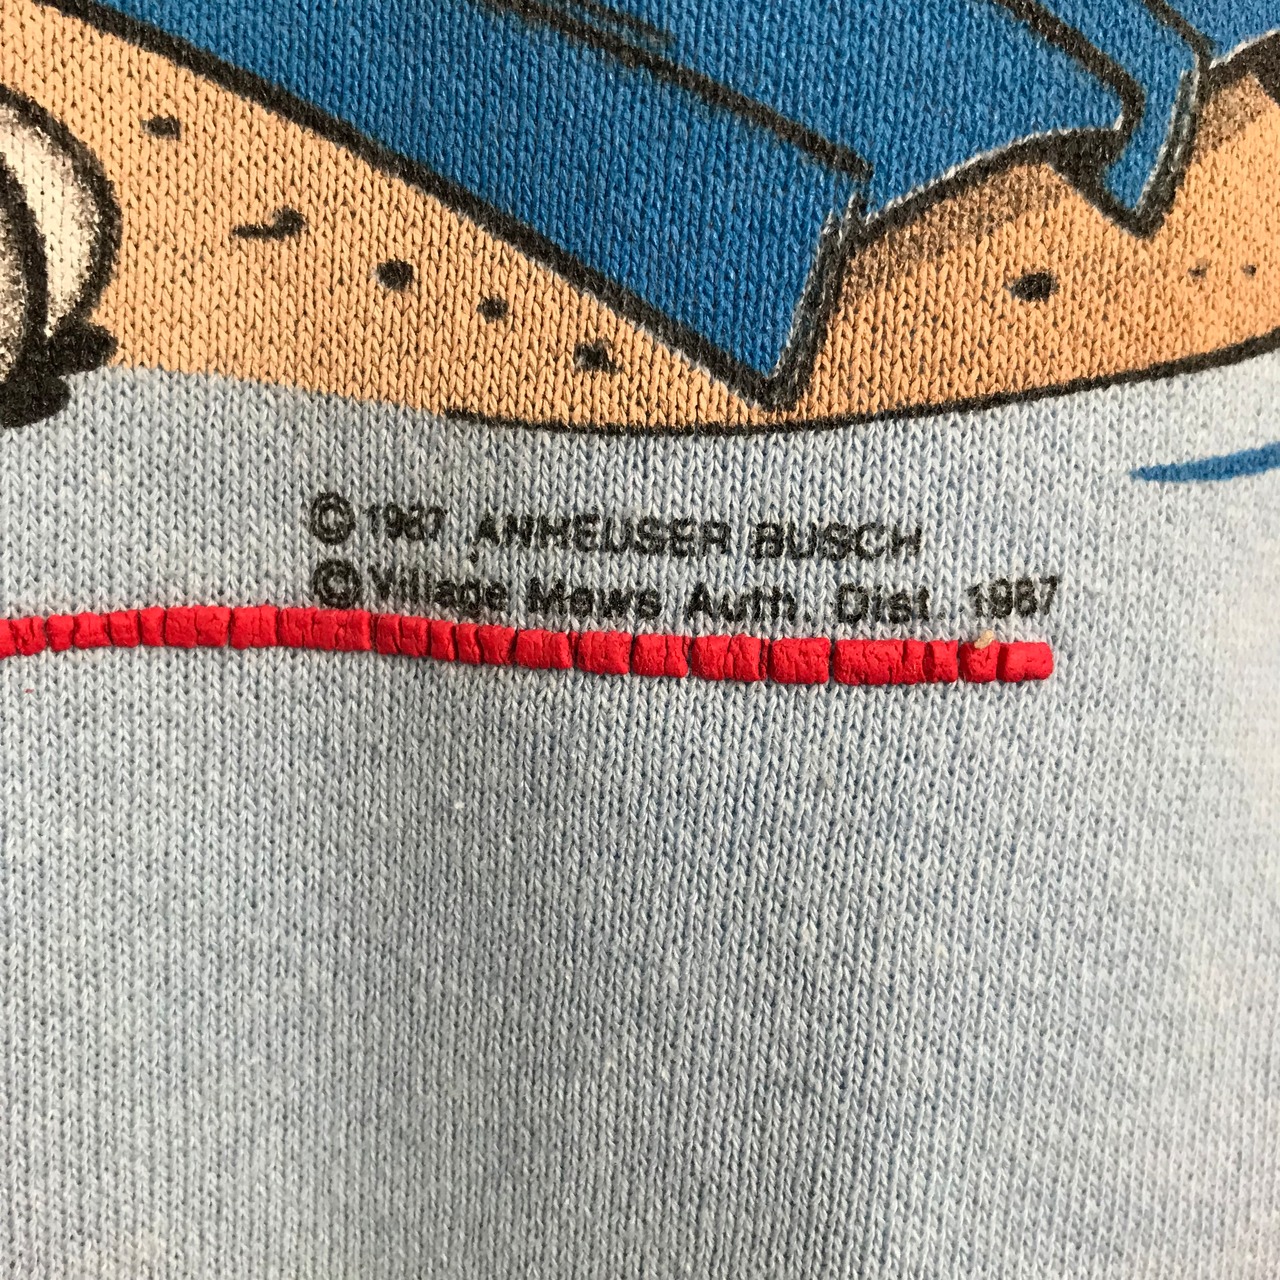 © 1987 ANHEUSER BUSCH
© Village Mews Auth. Dist. 1987